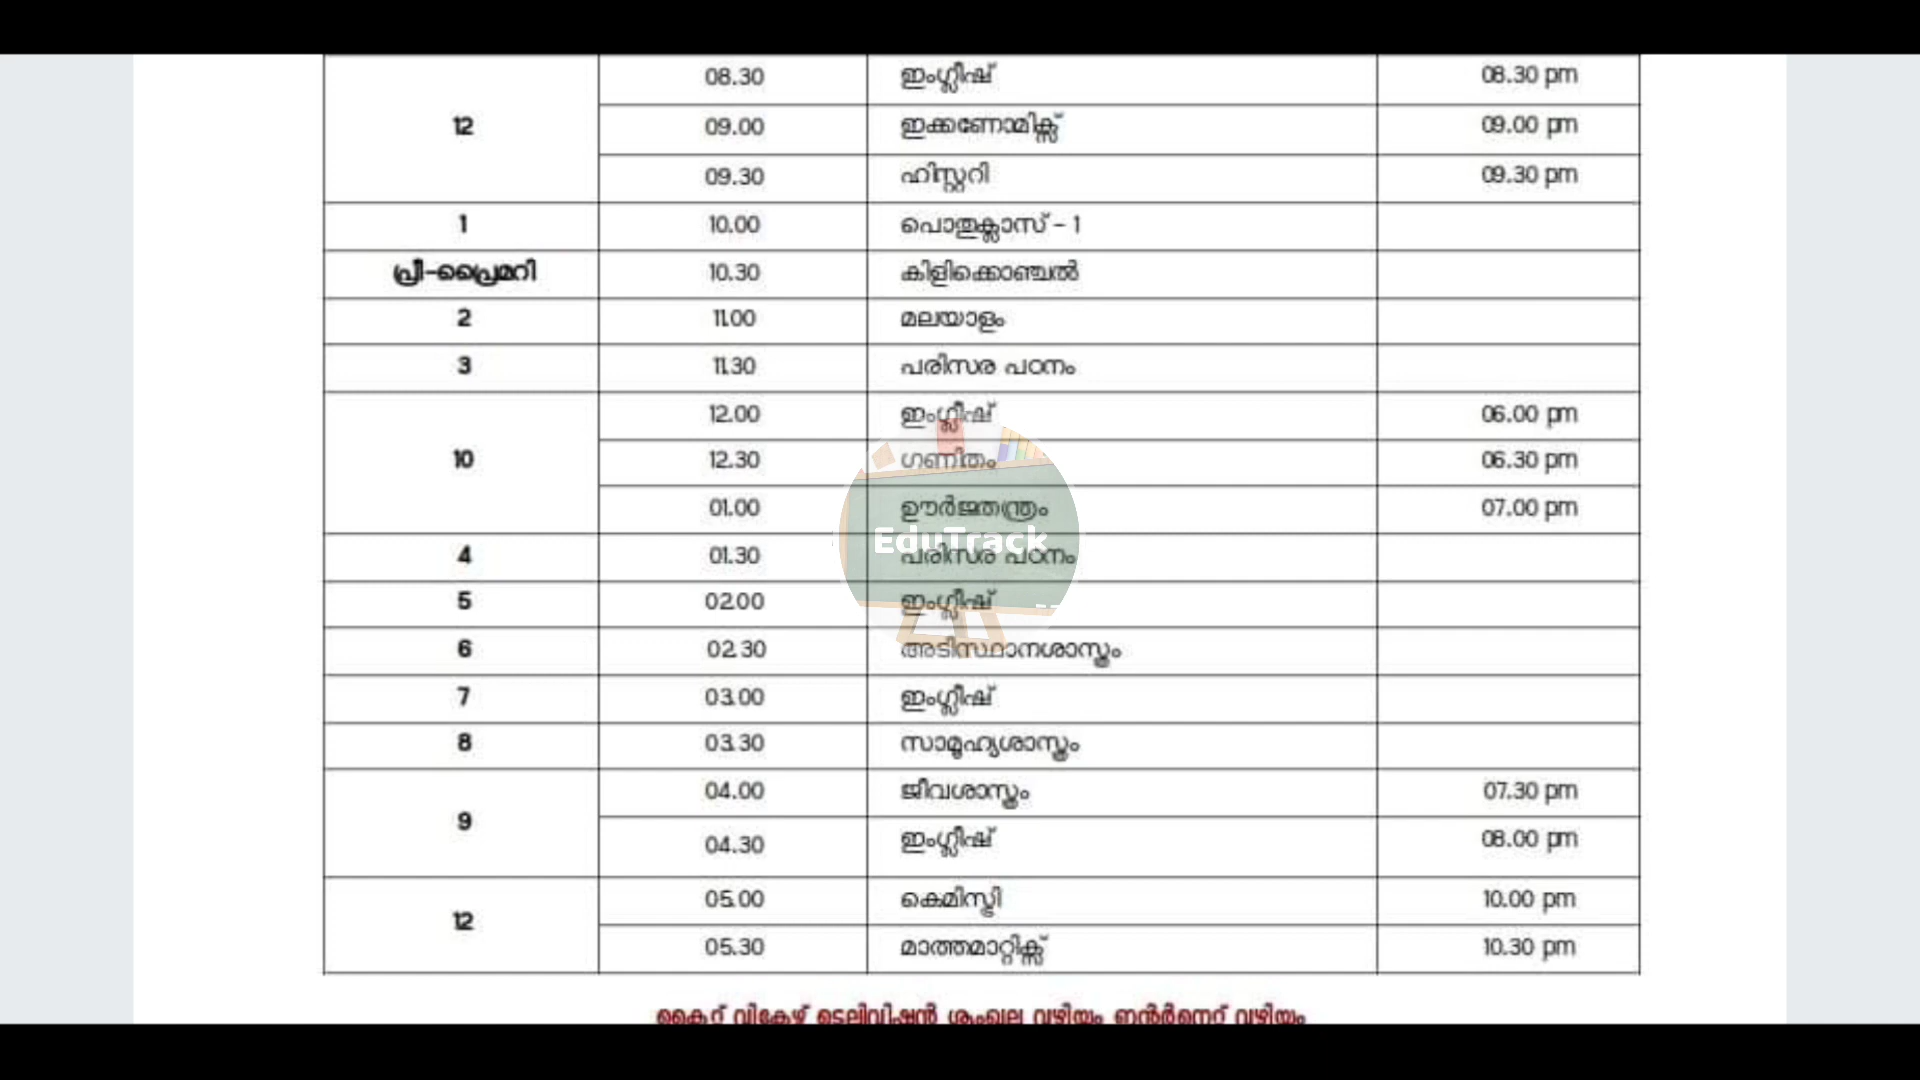 08.30 ഇംഗ്ലീഷ് 08.30 pm
12 09.00 ഇക്കണോമിക്സ് 09.00 pm
09.30 ഹിസ്റ്ററി 09.30 pm
1 10.00 പൊതുക്ലാസ് - 1
പ്രീ-പ്രൈമറി 10.30 കിളിക്കൊഞ്ചൽ
2 11.00 മലയാളം
3 11.30 പരിസര പഠനം
12.00 ഇംഗ്ലീഷ് 06.00 pm
10 12.30 ഗണിതം 06.30 pm
01.00 ഊർജ്ജതന്ത്രം 07.00 pm
EduTrack
4 01.30 പരിസര പഠനം
5 02.00 ഇംഗ്ലീഷ്
6 02.30 അടിസ്ഥാനശാസ്ത്രം
7 03.00 ഇംഗ്ലീഷ്
8 03.30 സാമൂഹ്യശാസ്ത്രം
04.00 ജീവശാസ്ത്രം 07.30 pm
9 04.30 ഇംഗ്ലീഷ് 08.00 pm
05.00 കെമിസ്ട്രി 10.00 pm
12 05.30 മാത്തമാറ്റിക്സ് 10.30 pm
കൈറ്റ് വിക്ടേഴ്സ് ടെലിവിഷൻ ശൃംഖല വഴിയും ഇൻർനെറ്റ് വഴിയും